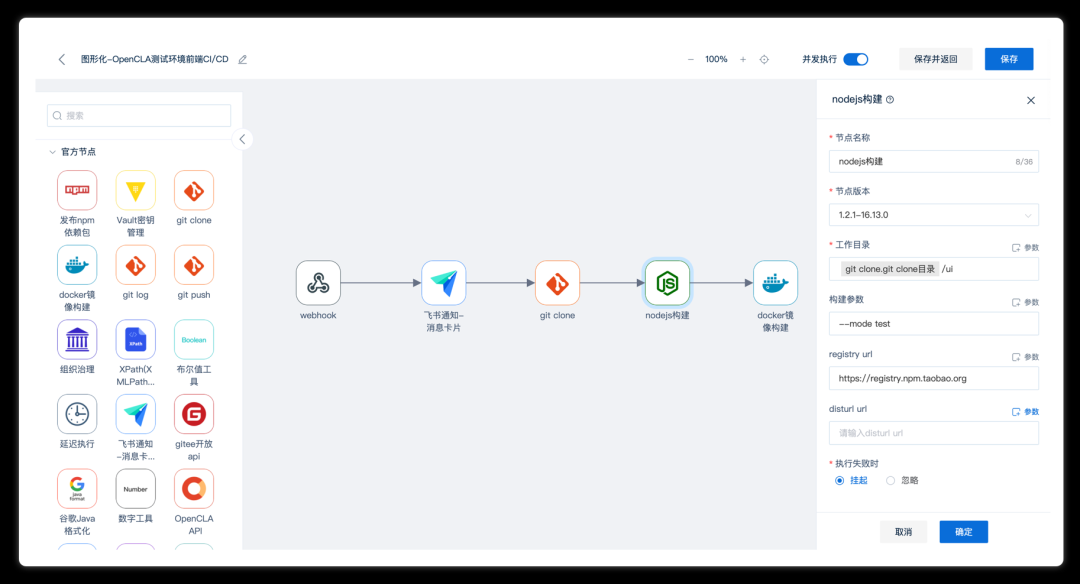 图形化-OpenCLA测试环境前端CI/CD
100%
并发执行
保存并返回
保存
搜索
官方节点
npm
发布npm
依赖包
Vault密钥
管理
git clone
docker镜
像构建
git log
git push
组织治理
XPath
XPath(X
MLPath...
Boolean
布尔值工
具
延迟执行
飞书通知
-消息卡...
gitee开放
api
Java
Format
谷歌Java
格式化
Number
数字工具
OpenCLA
API
webhook
飞书通知-
消息卡片
git clone
nodejs构建
docker镜
像构建
nodejs构建
* 节点名称
nodejs构建
8/36
* 节点版本
1.2.1-16.13.0
* 工作目录
参数
git clone.git clone目录 /ui
构建参数
参数
--mode test
registry url
参数
https://registry.npm.taobao.org
disturl url
参数
请输入disturl url
* 执行失败时
挂起
忽略
取消
确定